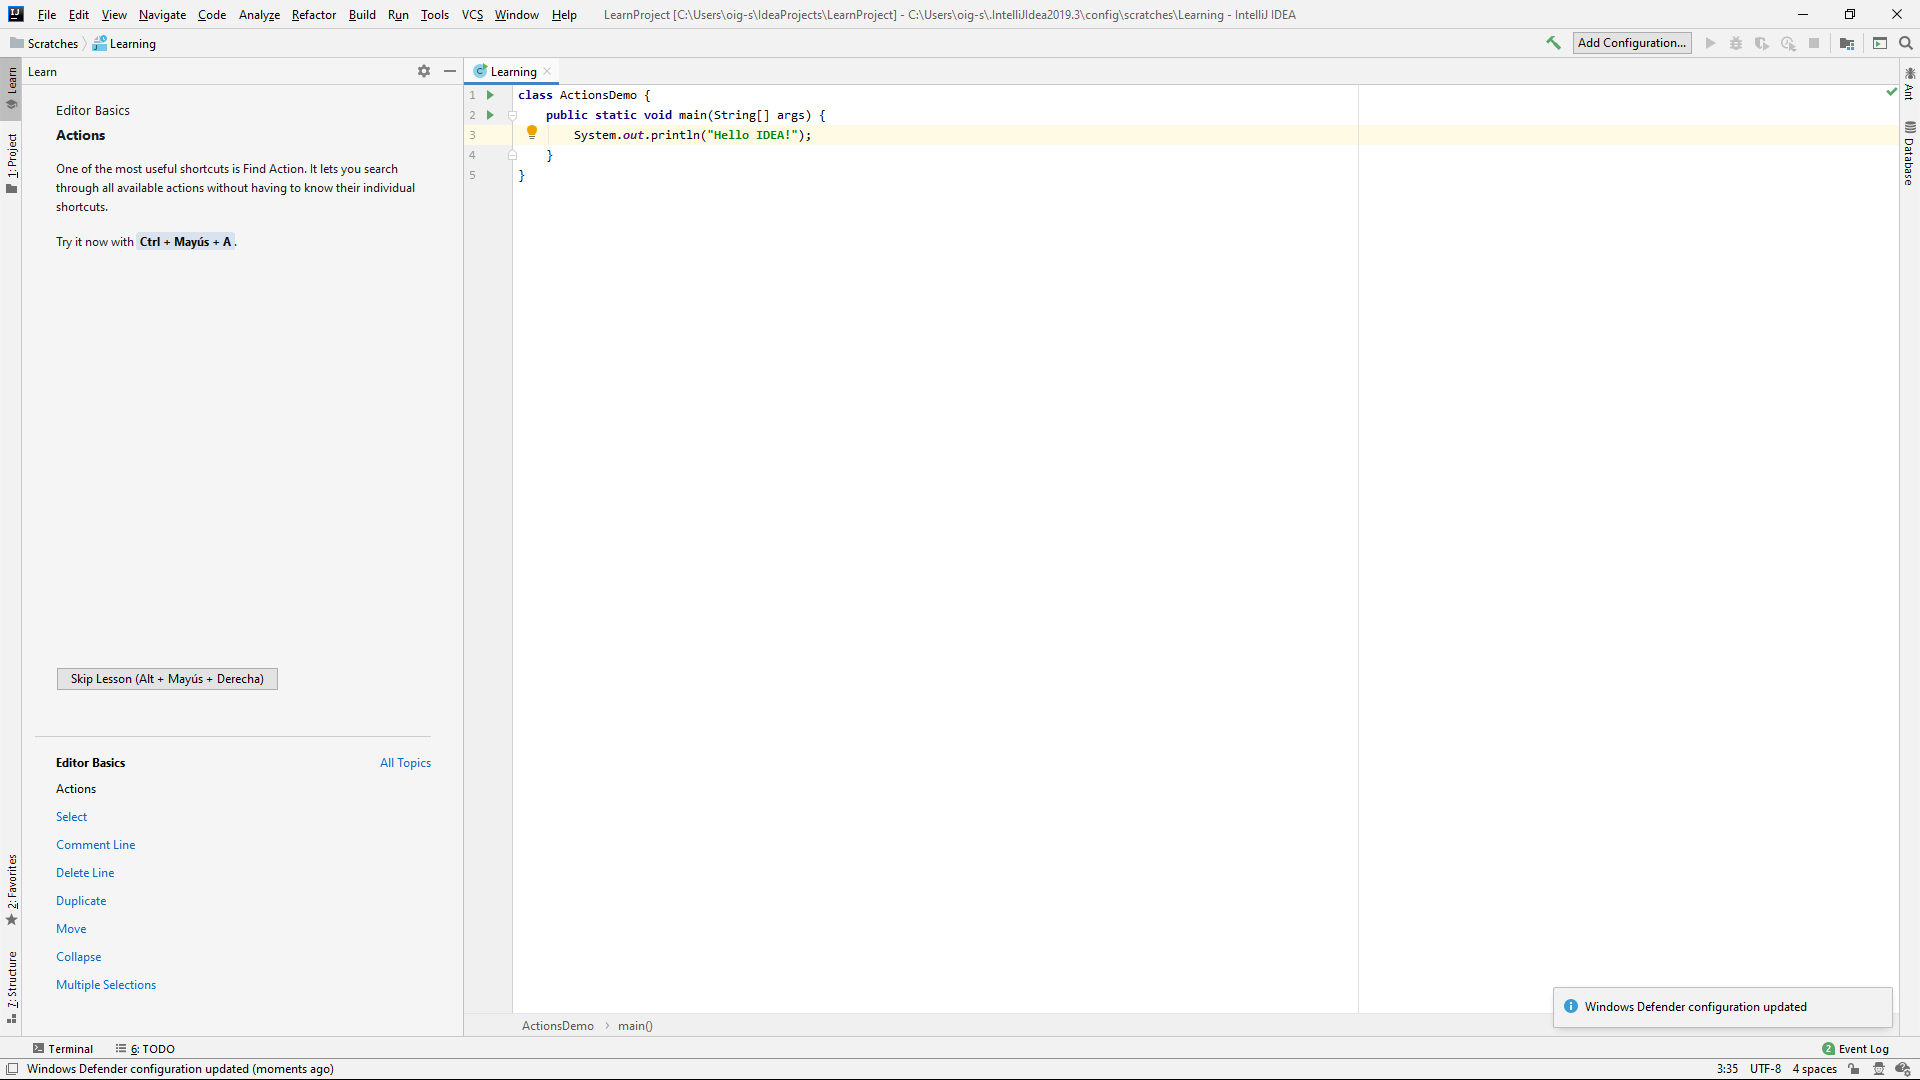 File Edit View Navigate Code Analyze Refactor Build Run Tools VCS Window Help LearnProject [C:\Users\oig-s\IdeaProjects\LearnProject] - C:\Users\oig-s\.IntelliJIdea2019.3\config\scratches\Learning - IntelliJ IDEA
Scratches Learning Add Configuration...
Learn
Learn
Learning
Editor Basics
Actions
One of the most useful shortcuts is Find Action. It lets you search
through all available actions without having to know their individual
shortcuts.
Try it now with Ctrl + Mayús + A .
Skip Lesson (Alt + Mayús + Derecha)
Editor Basics All Topics
Actions
Select
Comment Line
Delete Line
Duplicate
Move
Collapse
Multiple Selections
1: Project
2: Favorites
7: Structure
1 class ActionsDemo {
2 public static void main(String[] args) {
3 System.out.println("Hello IDEA!");
4 }
5 }
ActionsDemo main()
Ant
Database
Windows Defender configuration updated
Terminal 6: TODO 2 Event Log
Windows Defender configuration updated (moments ago) 3:35 UTF-8 4 spaces